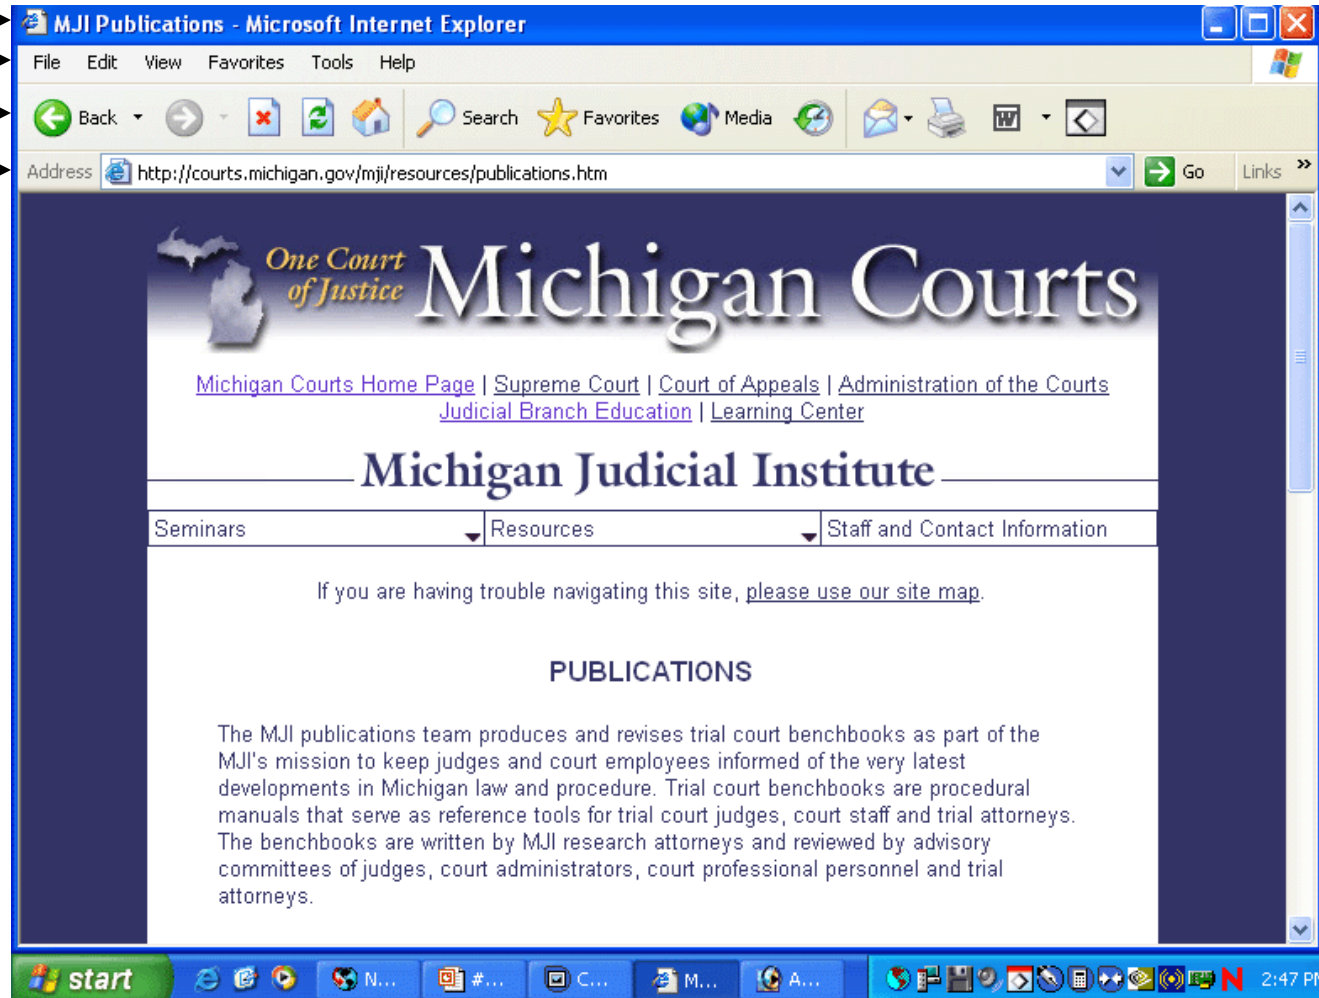 MJI Publications - Microsoft Internet Explorer
File Edit View Favorites Tools Help
Back Search Favorites Media W
Address http://courts.michigan.gov/mji/resources/publications.htm Go Links »
One Court
of Justice
Michigan Courts
Michigan Courts Home Page | Supreme Court | Court of Appeals | Administration of the Courts
Judicial Branch Education | Learning Center
Michigan Judicial Institute
Seminars Resources Staff and Contact Information
If you are having trouble navigating this site, please use our site map.
PUBLICATIONS
The MJI publications team produces and revises trial court benchbooks as part of the
MJI's mission to keep judges and court employees informed of the very latest
developments in Michigan law and procedure. Trial court benchbooks are procedural
manuals that serve as reference tools for trial court judges, court staff and trial attorneys.
The benchbooks are written by MJI research attorneys and reviewed by advisory
committees of judges, court administrators, court professional personnel and trial
attorneys.
start N... #... C... M... A... N 2:47 PM